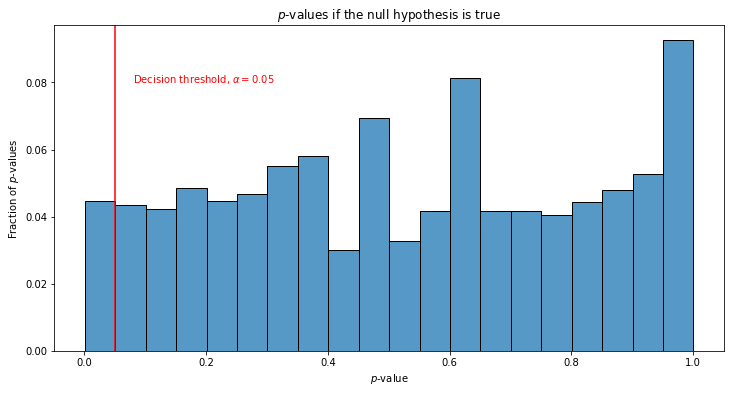 p-values if the null hypothesis is true
Decision threshold, α = 0.05
Fraction of p-values
0.08
0.06
0.04
0.02
0.00
0.0 0.2 0.4 0.6 0.8 1.0
p-value